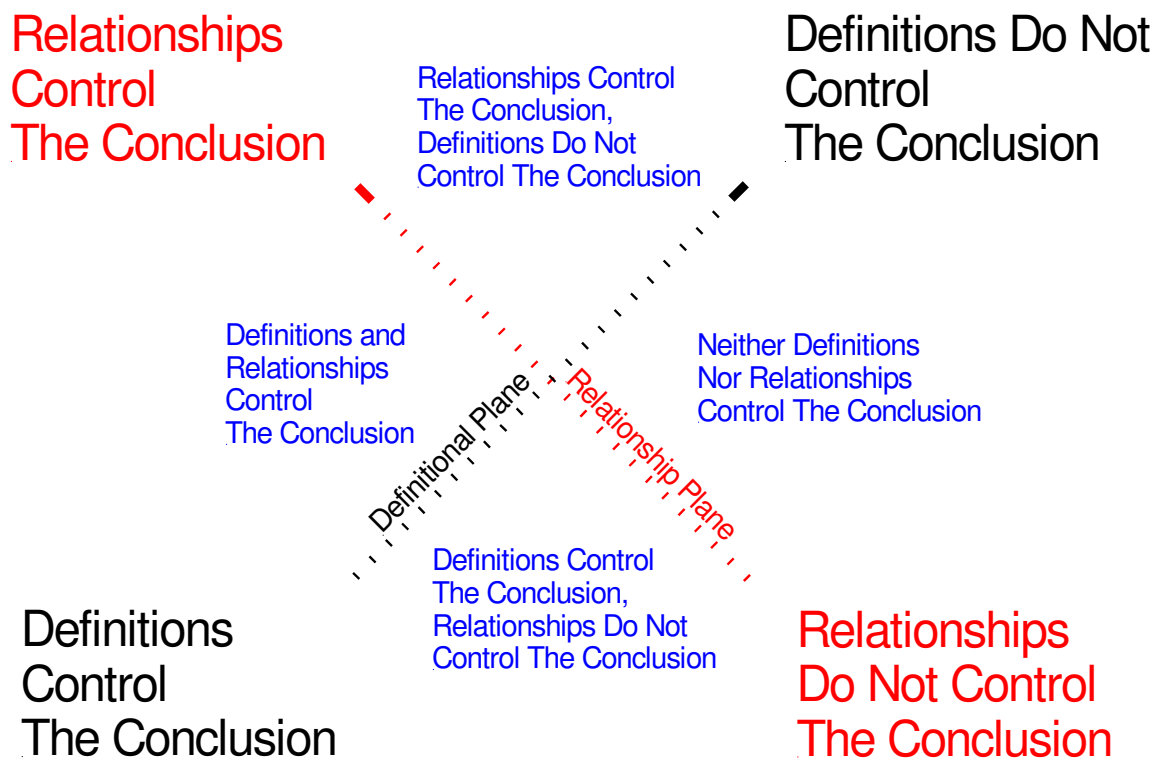 Relationships
Control
The Conclusion
Definitions Do Not
Control
The Conclusion
Relationships Control
The Conclusion,
Definitions Do Not
Control The Conclusion
Definitions and
Relationships
Control
The Conclusion
Neither Definitions
Nor Relationships
Control The Conclusion
Definitional Plane
Relationship Plane
Definitions Control
The Conclusion,
Relationships Do Not
Control The Conclusion
Definitions
Control
The Conclusion
Relationships
Do Not Control
The Conclusion